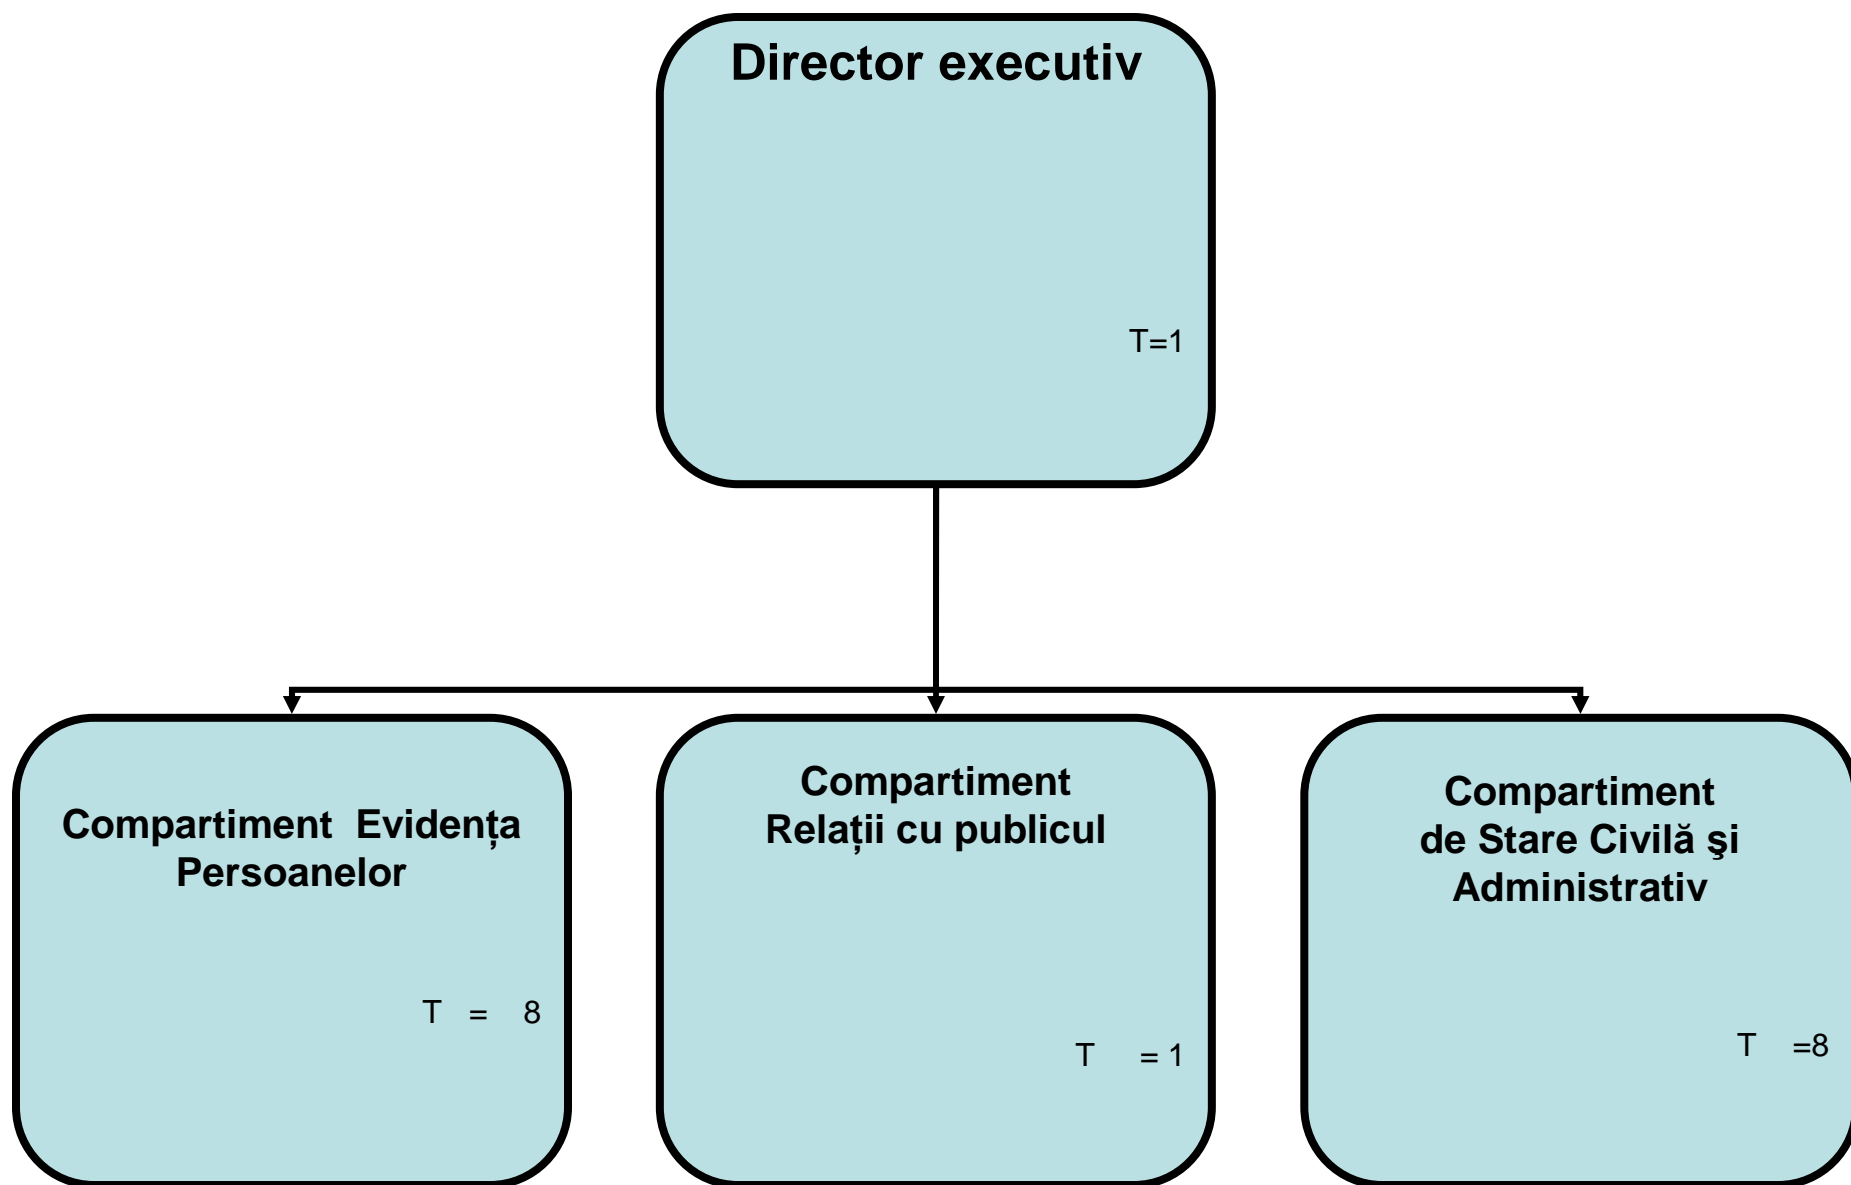 Director executiv
T=1
Compartiment Evidența
Persoanelor
T = 8
Compartiment
Relații cu publicul
T = 1
Compartiment
de Stare Civilă şi
Administrativ
T =8